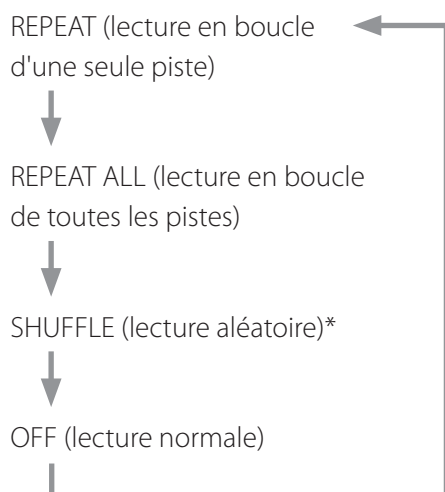 REPEAT (lecture en boucle
d'une seule piste)
REPEAT ALL (lecture en boucle
de toutes les pistes)
SHUFFLE (lecture aléatoire)*
OFF (lecture normale)